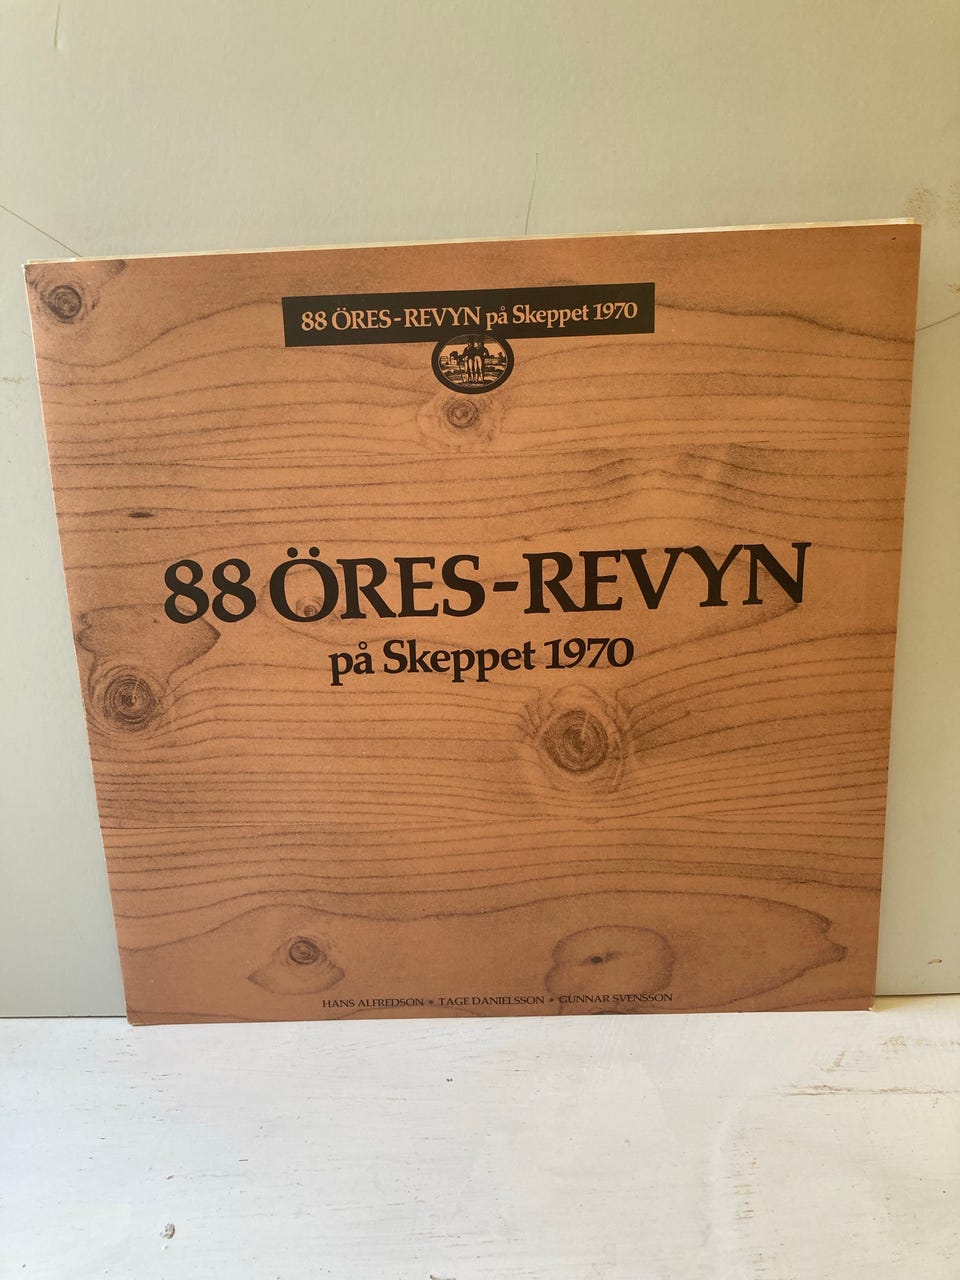 88 ÖRES-REVYN på Skeppet 1970
88 ÖRES-REVYN
på Skeppet 1970
HANS ALFREDSON * TAGE DANIELSSON * GUNNAR SVENSSON